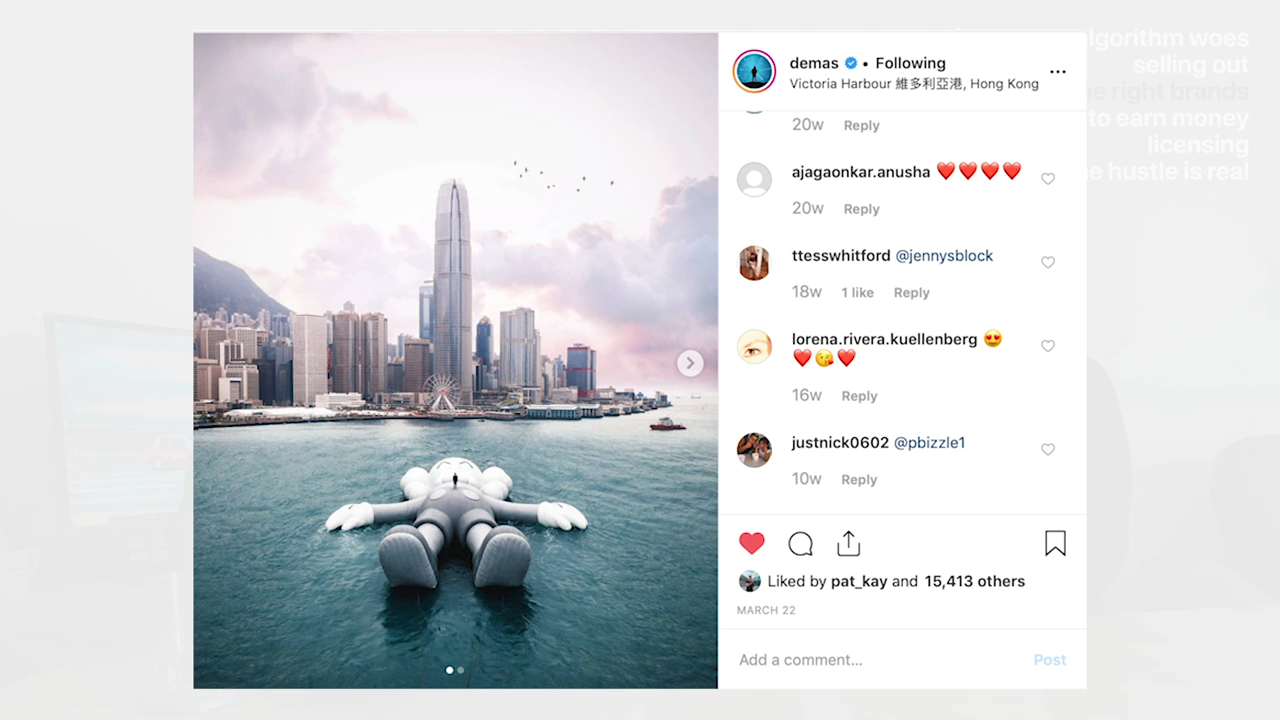 demas • Following
Victoria Harbour 維多利亞港, Hong Kong
20w Reply
ajagaonkar.anusha ❤️❤️❤️❤️
20w Reply
ttesswhitford @jennysblock
18w 1 like Reply
lorena.rivera.kuellenberg 😍
❤️😘❤️
16w Reply
justnick0602 @pbizzle1
10w Reply
Liked by pat_kay and 15,413 others
MARCH 22
Add a comment... Post
woes
selling out
right brands
to earn money
licensing
hustle is real